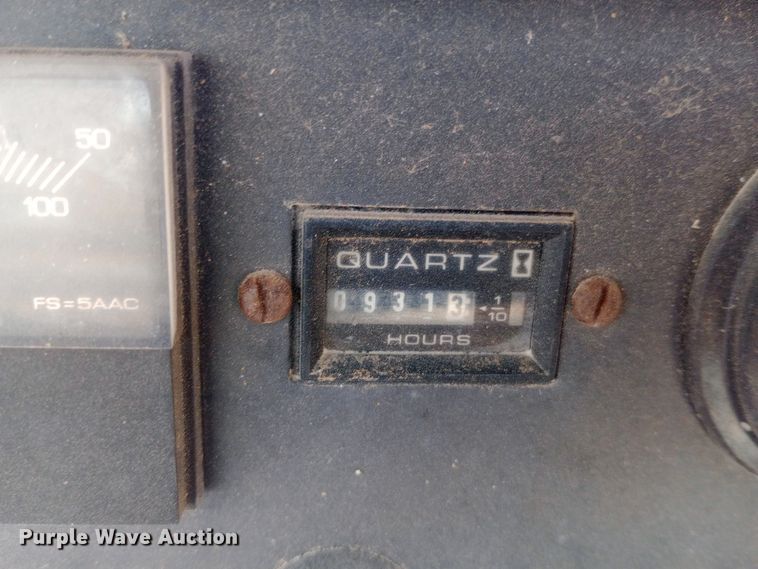 50
100
FS=5AAC
QUARTZ
09313 1/10
HOURS
Purple Wave Auction